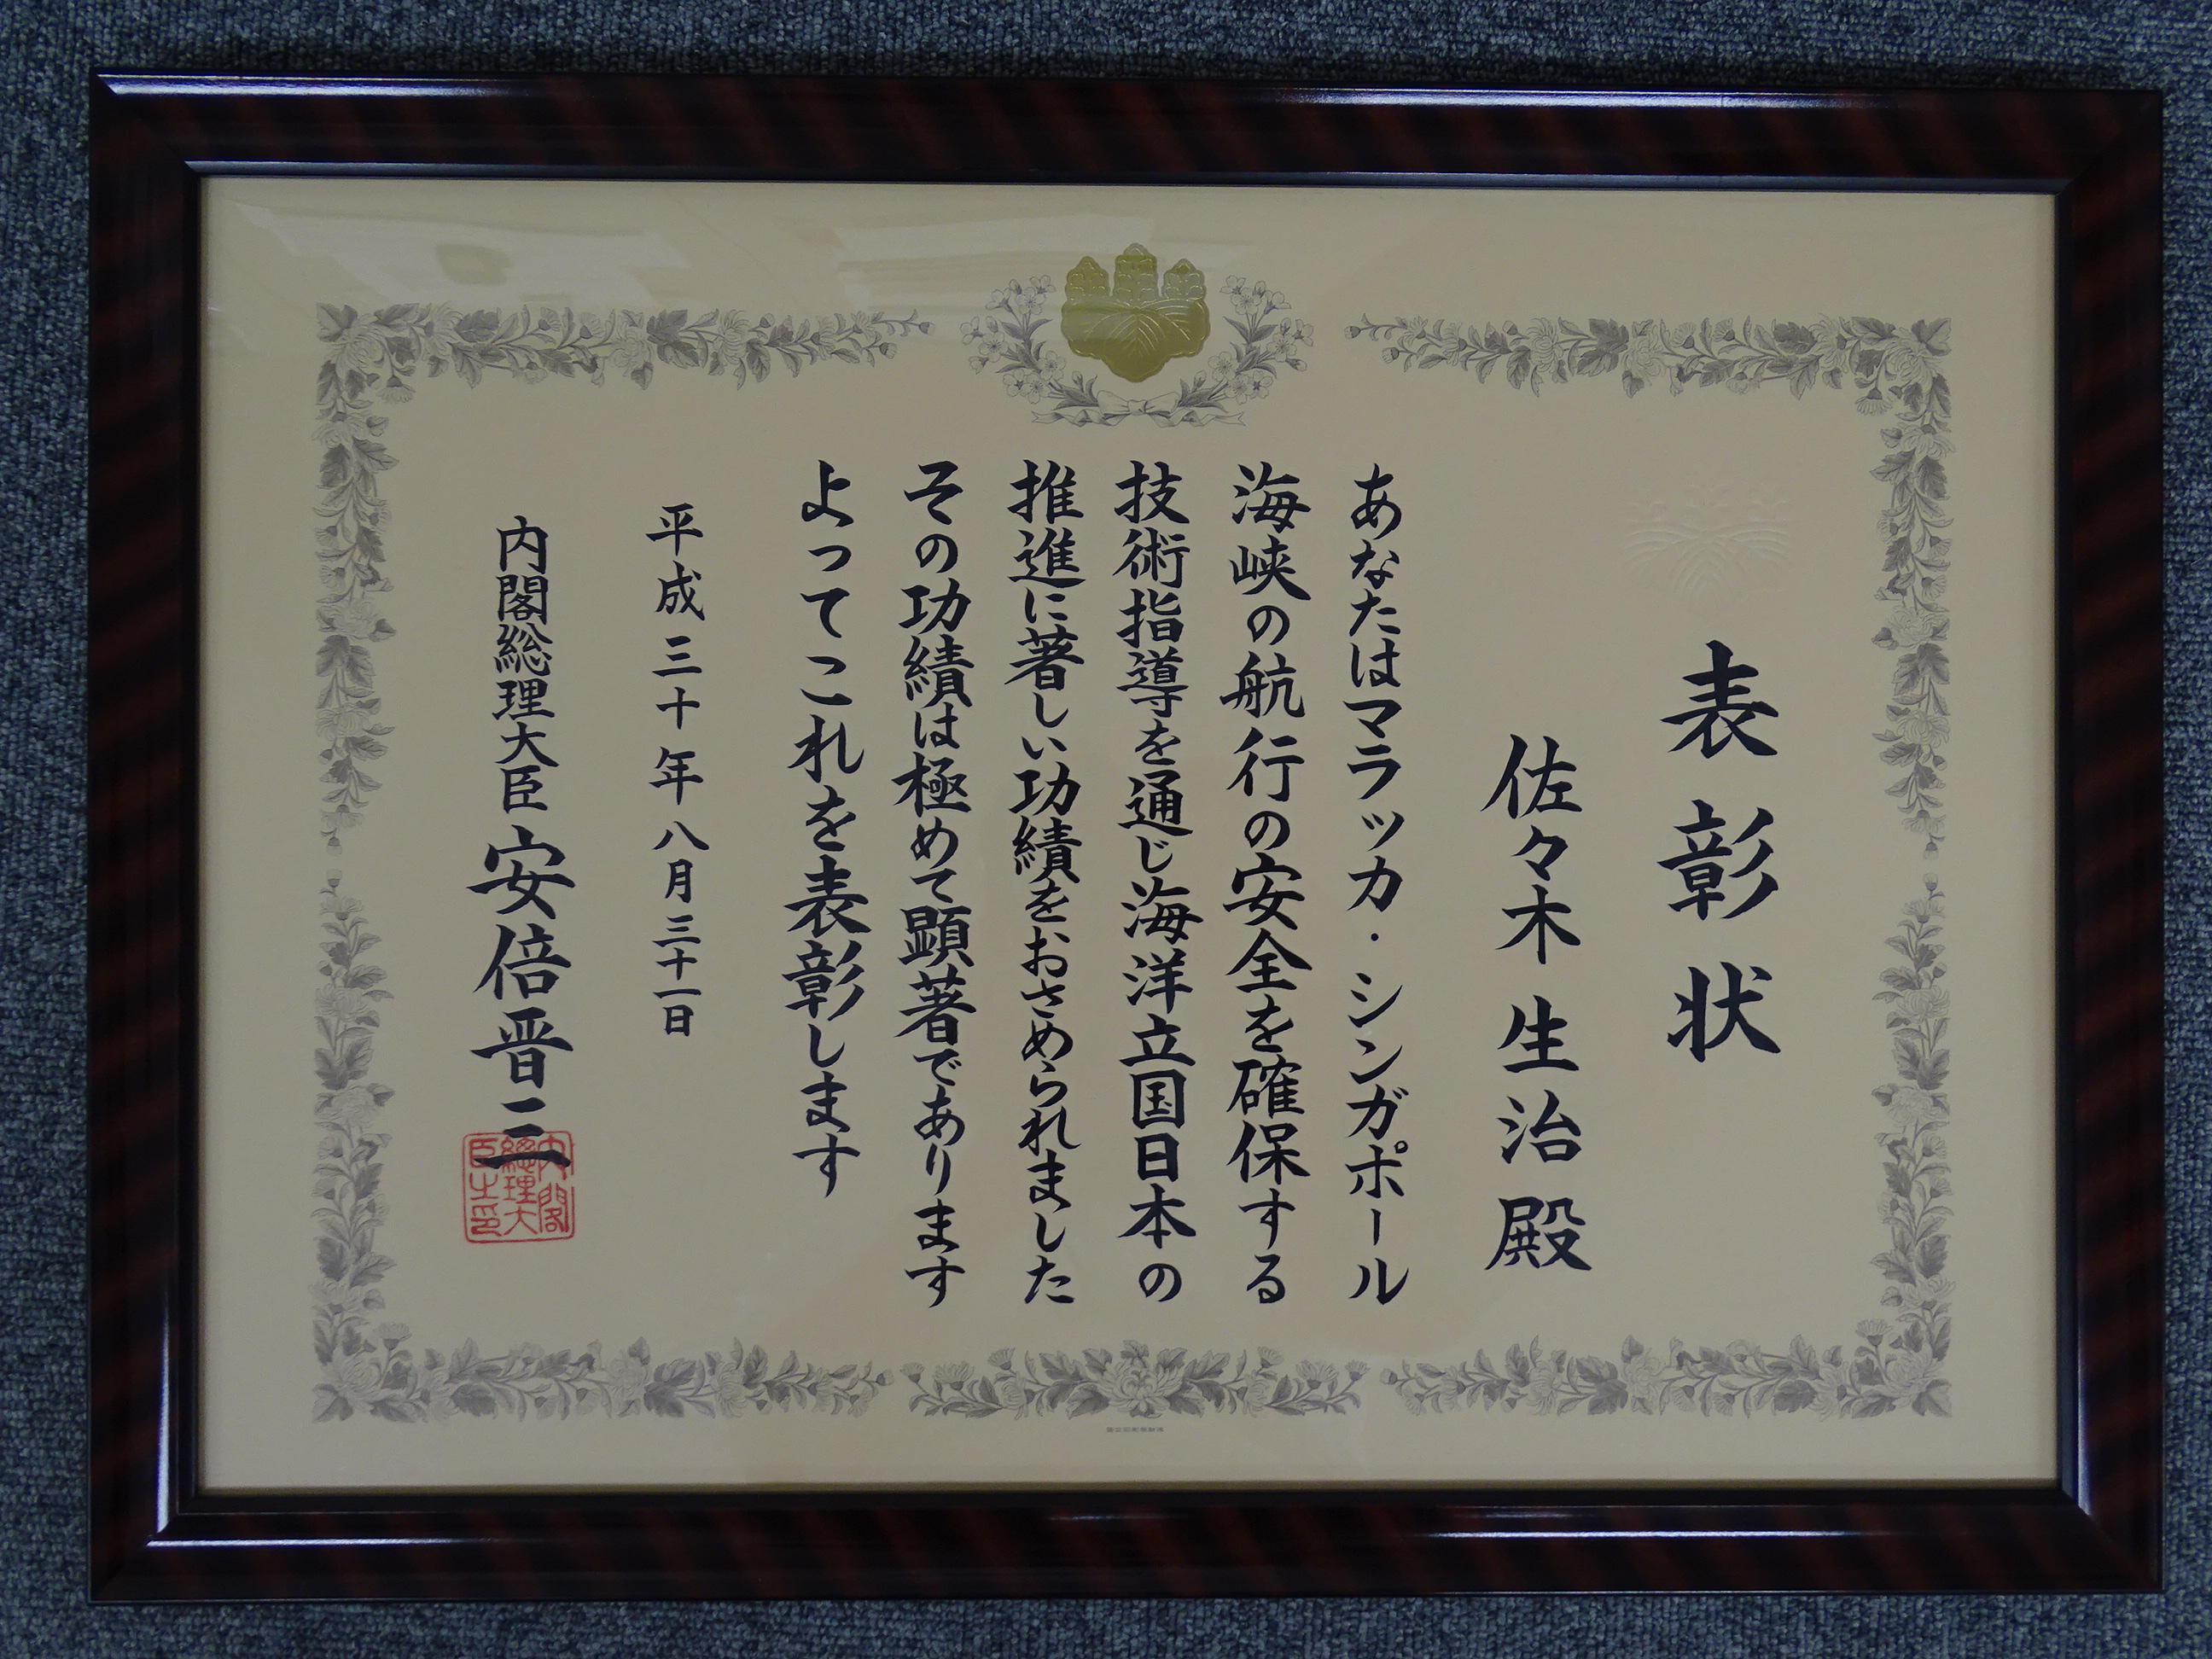 表彰状
佐々木生治殿
あなたはマラッカ・シンガポール
海峡の航行の安全を確保する
技術指導を通じ海洋立国日本の
推進に著しい功績をおさめられました
その功績は極めて顕著であります
よってこれを表彰します
平成三十年八月三十一日
内閣総理大臣 安倍晋三
内閣
総理大
臣之印